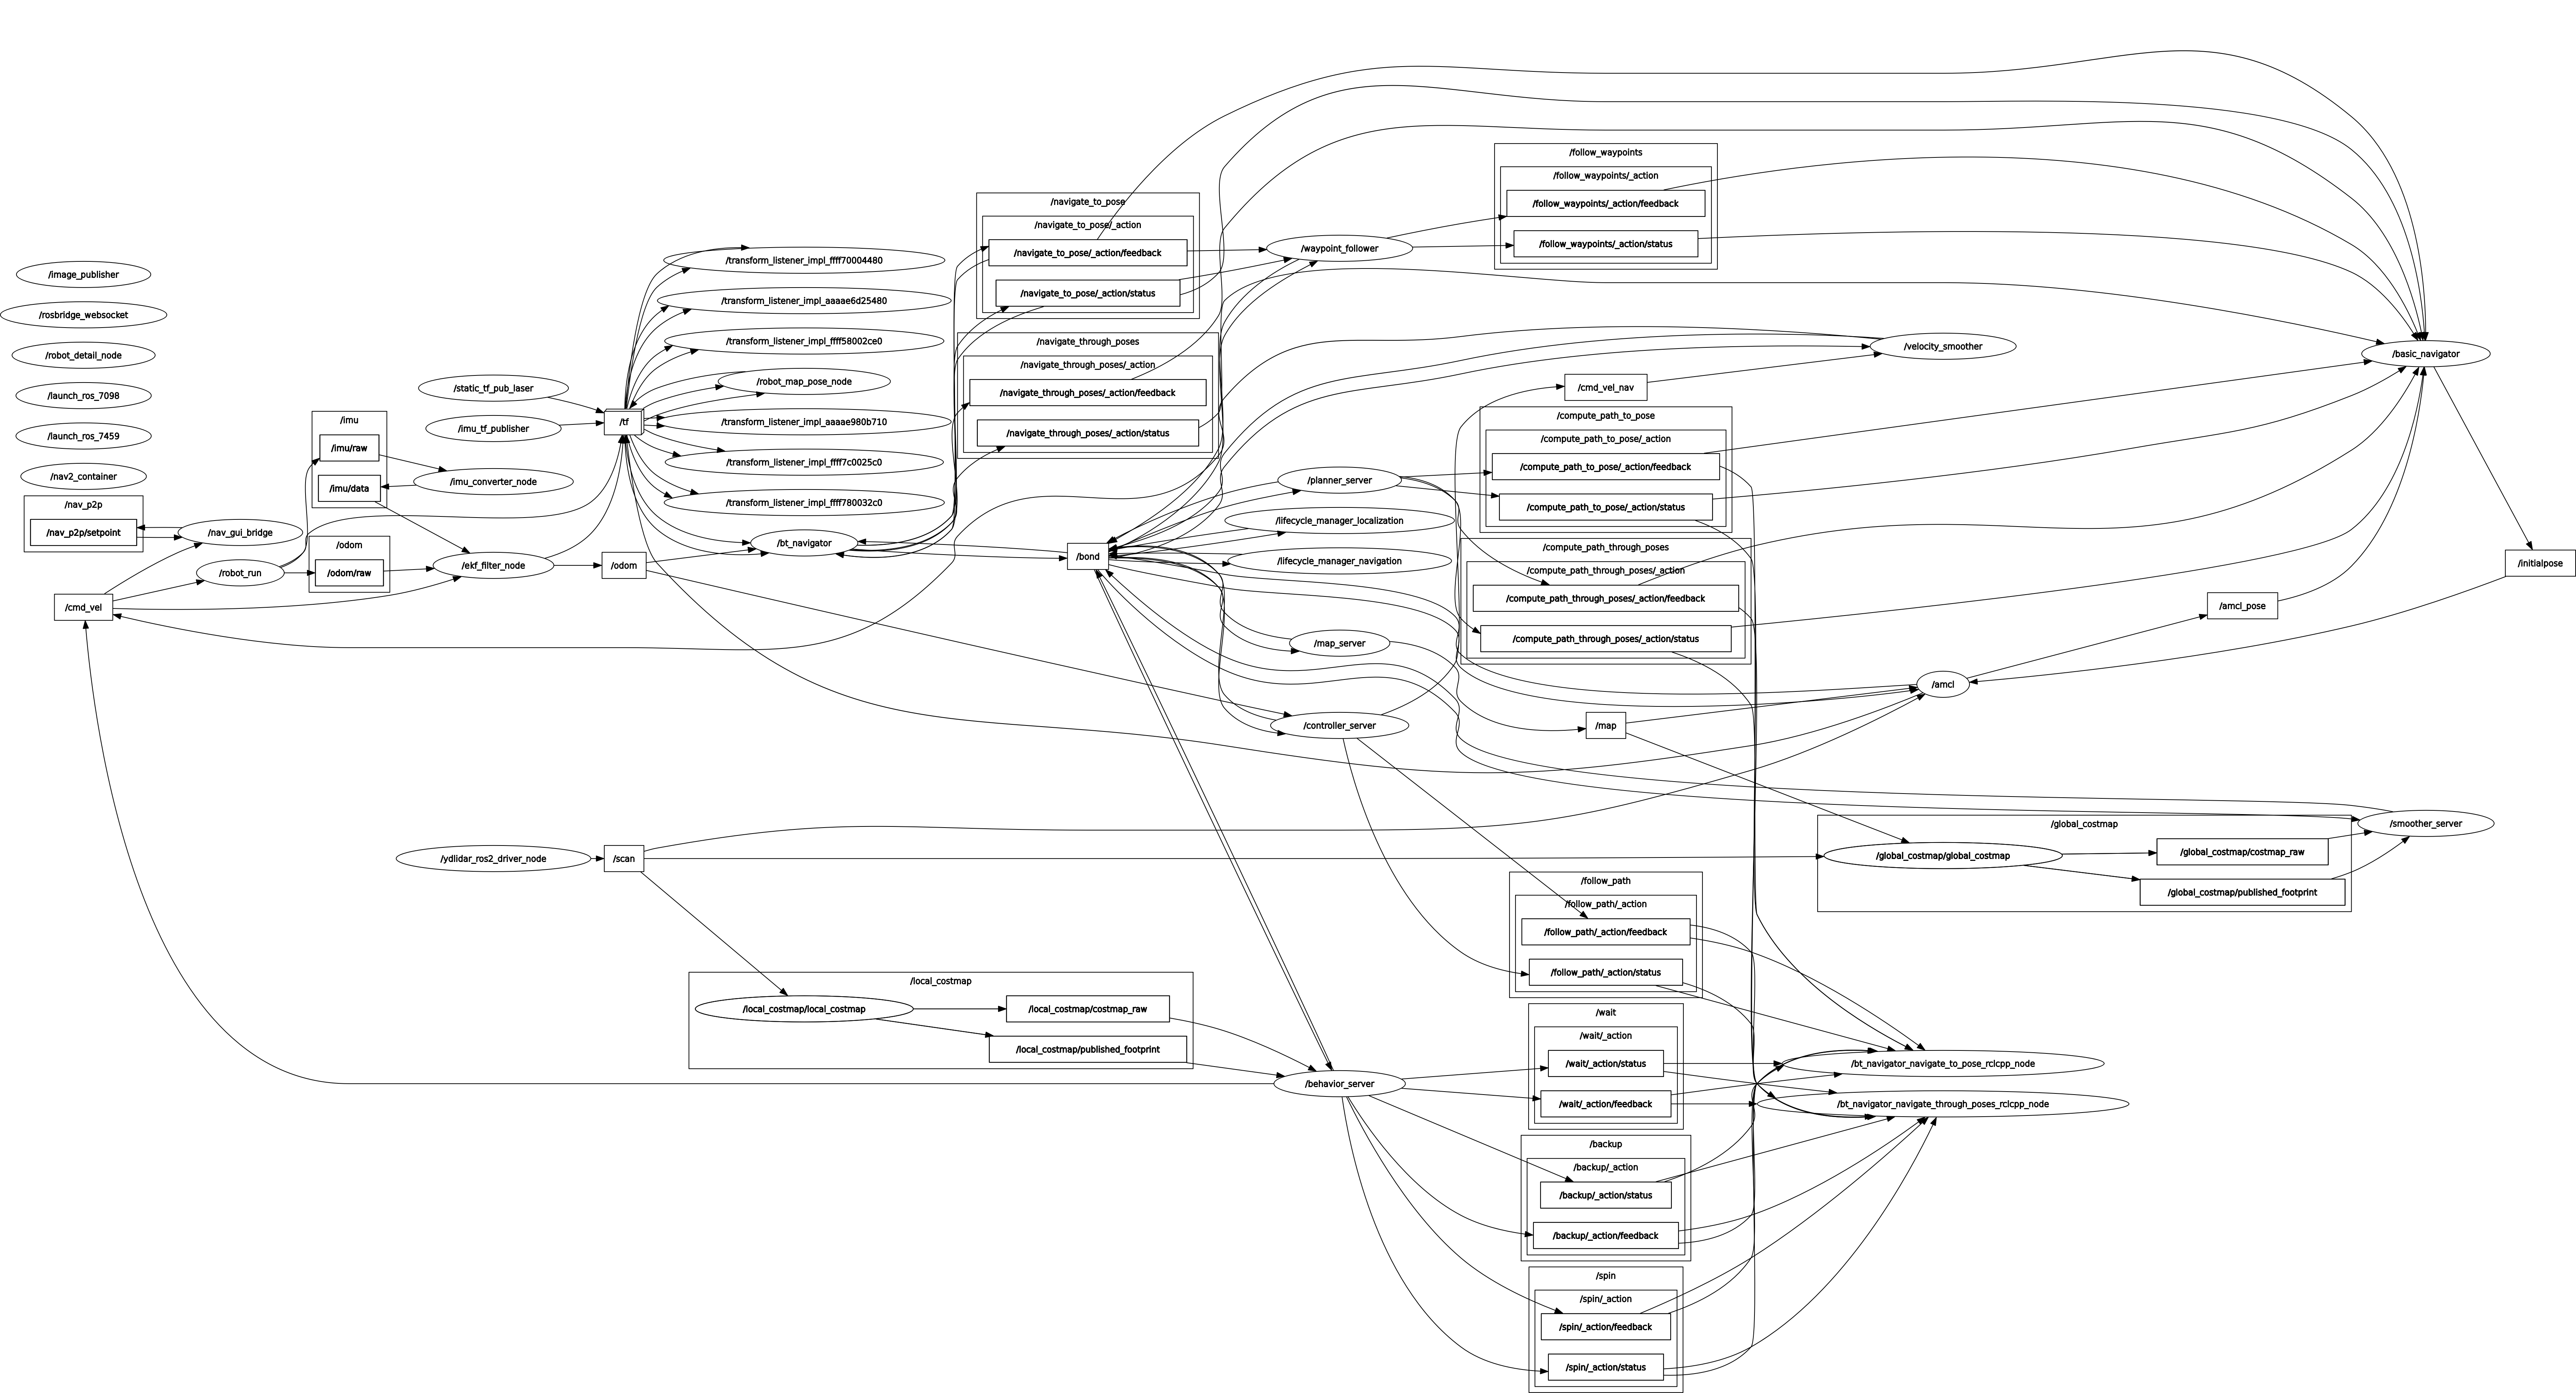 /image_publisher
/rosbridge_websocket
/robot_detail_node
/launch_ros_7098
/launch_ros_7459
/nav2_container
/nav_p2p
/nav_p2p/setpoint
/cmd_vel
/nav_gui_bridge
/robot_run
/imu
/imu/raw
/imu/data
/odom
/odom/raw
/static_tf_pub_laser
/imu_tf_publisher
/imu_converter_node
/ekf_filter_node
/ydlidar_ros2_driver_node
/tf
/odom
/scan
/transform_listener_impl_ffff70004480
/transform_listener_impl_aaaae6d25480
/transform_listener_impl_ffff58002ce0
/robot_map_pose_node
/transform_listener_impl_aaaae980b710
/transform_listener_impl_ffff7c0025c0
/transform_listener_impl_ffff780032c0
/bt_navigator
/local_costmap
/local_costmap/local_costmap
/local_costmap/costmap_raw
/local_costmap/published_footprint
/navigate_to_pose
/navigate_to_pose/_action
/navigate_to_pose/_action/feedback
/navigate_to_pose/_action/status
/navigate_through_poses
/navigate_through_poses/_action
/navigate_through_poses/_action/feedback
/navigate_through_poses/_action/status
/bond
/waypoint_follower
/planner_server
/lifecycle_manager_localization
/lifecycle_manager_navigation
/map_server
/controller_server
/behavior_server
/follow_waypoints
/follow_waypoints/_action
/follow_waypoints/_action/feedback
/follow_waypoints/_action/status
/cmd_vel_nav
/compute_path_to_pose
/compute_path_to_pose/_action
/compute_path_to_pose/_action/feedback
/compute_path_to_pose/_action/status
/compute_path_through_poses
/compute_path_through_poses/_action
/compute_path_through_poses/_action/feedback
/compute_path_through_poses/_action/status
/map
/follow_path
/follow_path/_action
/follow_path/_action/feedback
/follow_path/_action/status
/wait
/wait/_action
/wait/_action/status
/wait/_action/feedback
/backup
/backup/_action
/backup/_action/status
/backup/_action/feedback
/spin
/spin/_action
/spin/_action/feedback
/spin/_action/status
/velocity_smoother
/amcl
/global_costmap
/global_costmap/global_costmap
/global_costmap/costmap_raw
/global_costmap/published_footprint
/bt_navigator_navigate_to_pose_rclcpp_node
/bt_navigator_navigate_through_poses_rclcpp_node
/amcl_pose
/basic_navigator
/smoother_server
/initialpose